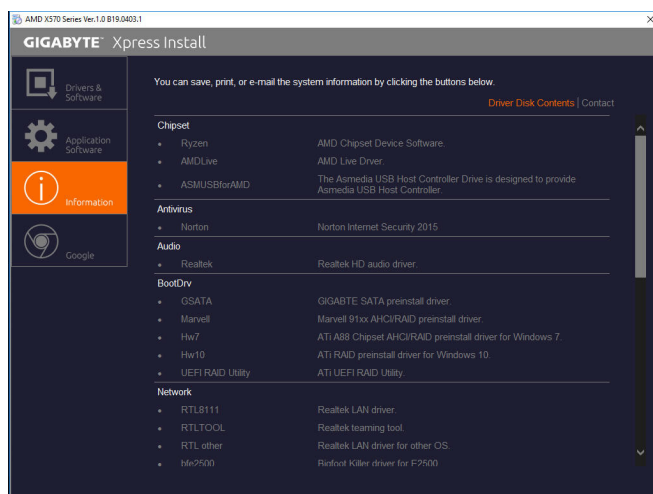 AMD X570 Series Ver.1.0 B19.0403.1
GIGABYTE™ Xpress Install
Drivers &
Software
Application
Software
Information
Google
You can save, print, or e-mail the system information by clicking the buttons below.
Driver Disk Contents | Contact
Chipset
• Ryzen AMD Chipset Device Software.
• AMDLive AMD Live Drver.
• ASMUSBforAMD The Asmedia USB Host Controller Drive is designed to provide
Asmedia USB Host Controller.
Antivirus
• Norton Norton Internet Security 2015
Audio
• Realtek Realtek HD audio driver.
BootDrv
• GSATA GIGABTE SATA preinstall driver.
• Marvell Marvell 91xx AHCI/RAID preinstall driver.
• Hw7 ATi A88 Chipset AHCI/RAID preinstall driver for Windows 7.
• Hw10 ATi RAID preinstall driver for Windows 10.
• UEFI RAID Utility ATi UEFI RAID Utility.
Network
• RTL8111 Realtek LAN driver.
• RTLTOOL Realtek teaming tool.
• RTL other Realtek LAN driver for other OS.
• bfe2500 Bigfoot Killer driver for E2500